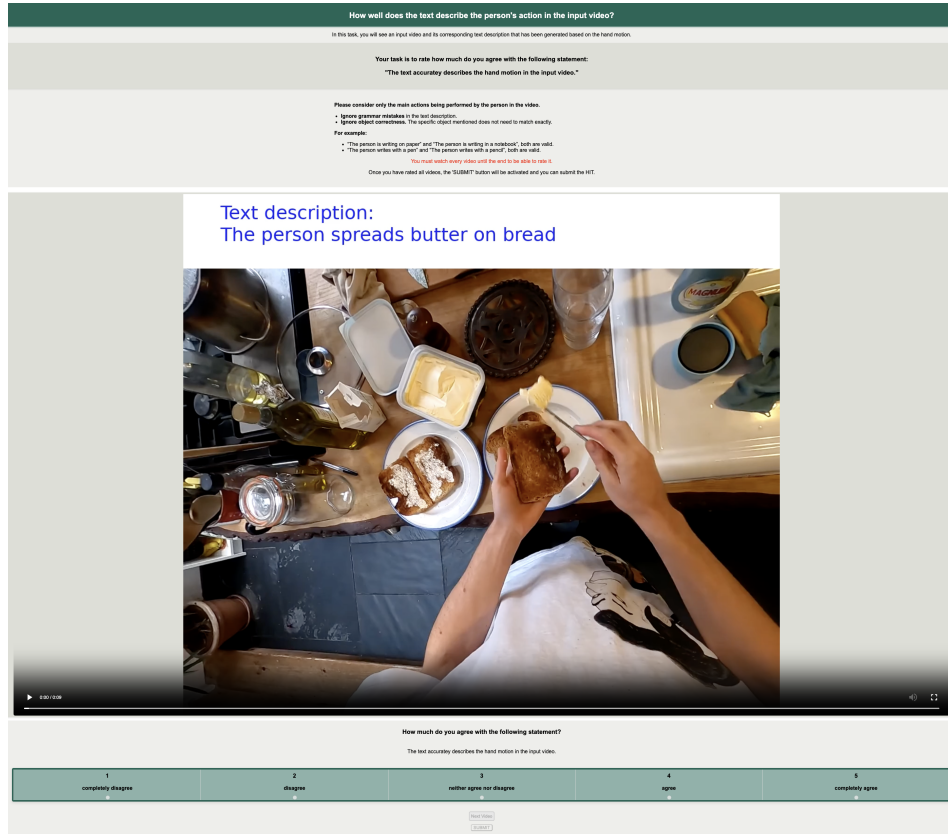 How well does the text describe the person's action in the input video?
In this task, you will see an input video and its corresponding text description that has been generated based on the hand motion.
Your task is to rate how much do you agree with the following statement:
"The text accuratey describes the hand motion in the input video."
Please consider only the main actions being performed by the person in the video.
• Ignore grammar mistakes in the text description.
• Ignore object correctness. The specific object mentioned does not need to match exactly.
For example:
• "The person is writing on paper" and "The person is writing in a notebook", both are valid.
• "The person writes with a pen" and "The person writes with a pencil", both are valid.
You must watch every video until the end to be able to rate it.
Once you have rated all videos, the 'SUBMIT' button will be activated and you can submit the HIT.
Text description:
The person spreads butter on bread
MAGNUM
0:00 / 0:09
How much do you agree with the following statement?
The text accuratey describes the hand motion in the input video.
1 2 3 4 5
completely disagree disagree neither agree nor disagree agree completely agree
Next Video
SUBMIT